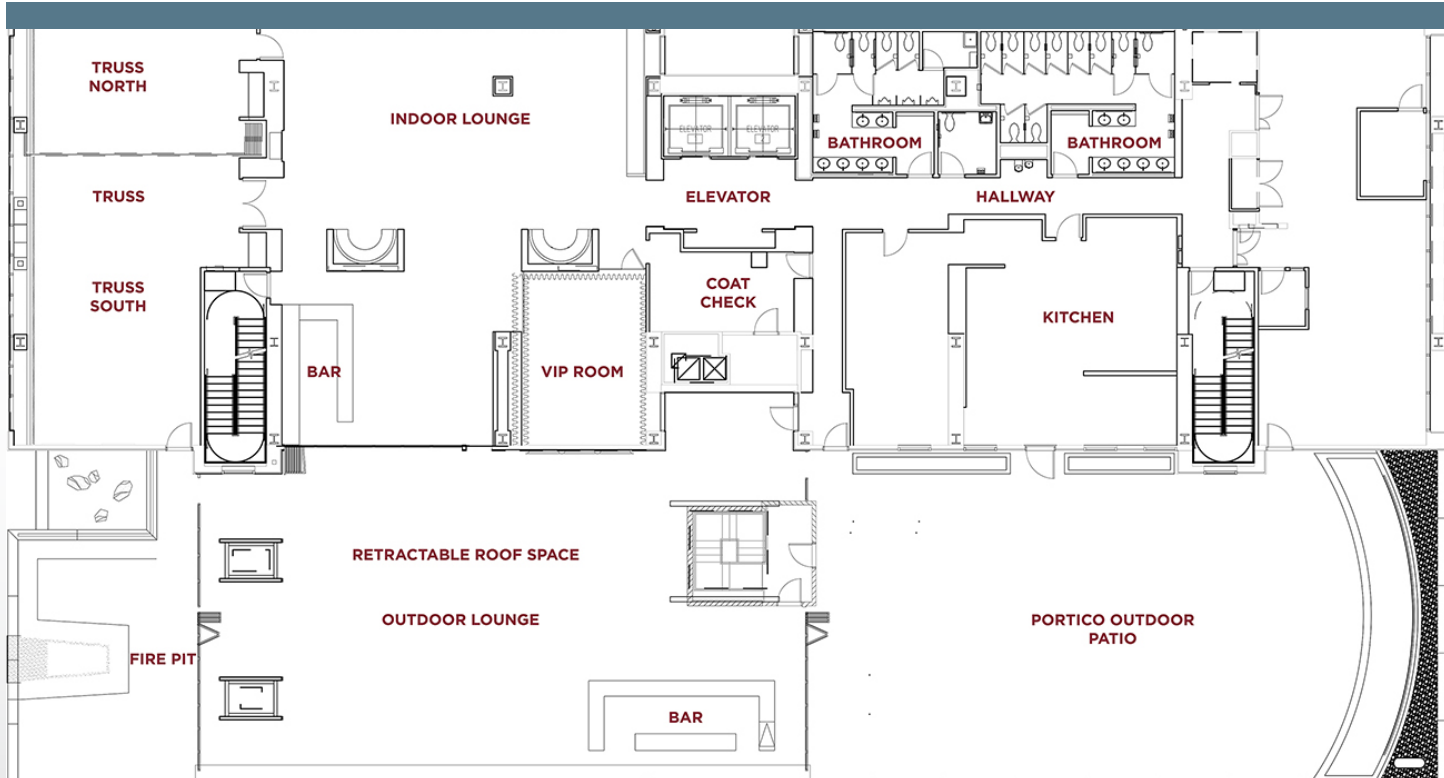 TRUSS
NORTH
INDOOR LOUNGE
ELEVATOR
ELEVATOR
BATHROOM
BATHROOM
TRUSS
ELEVATOR
HALLWAY
TRUSS
SOUTH
COAT
CHECK
KITCHEN
BAR
VIP ROOM
RETRACTABLE ROOF SPACE
OUTDOOR LOUNGE
PORTICO OUTDOOR
PATIO
FIRE PIT
BAR